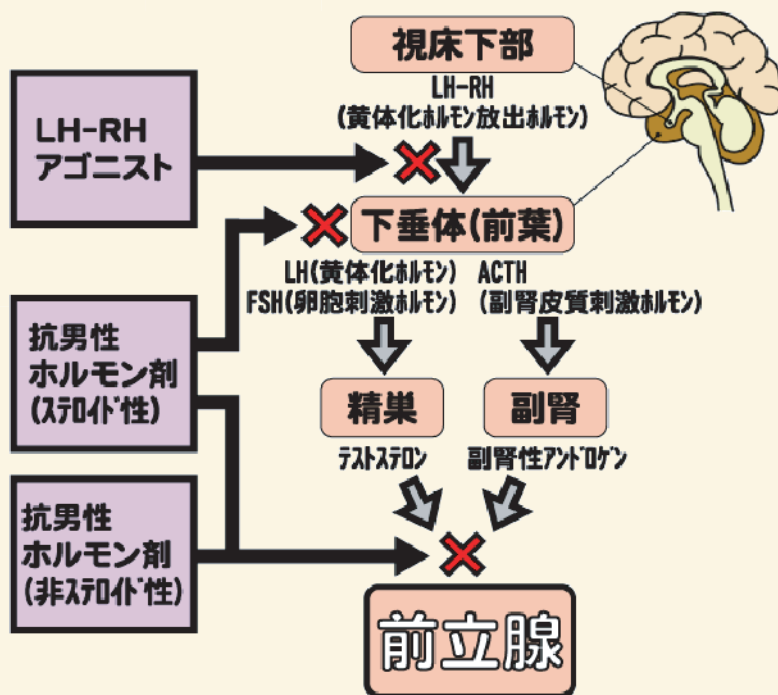 視床下部
LH-RH
(黄体化ﾎﾙﾓﾝ放出ﾎﾙﾓﾝ)
LH-RH
アゴニスト
下垂体(前葉)
LH(黄体化ﾎﾙﾓﾝ)
FSH(卵胞刺激ﾎﾙﾓﾝ)
ACTH
(副腎皮質刺激ﾎﾙﾓﾝ)
抗男性
ホルモン剤
(ｽﾃﾛｲﾄﾞ性)
精巣
副腎
ﾃｽﾄｽﾃﾛﾝ
副腎性ｱﾝﾄﾞﾛｹﾞﾝ
抗男性
ホルモン剤
(非ｽﾃﾛｲﾄﾞ性)
前立腺